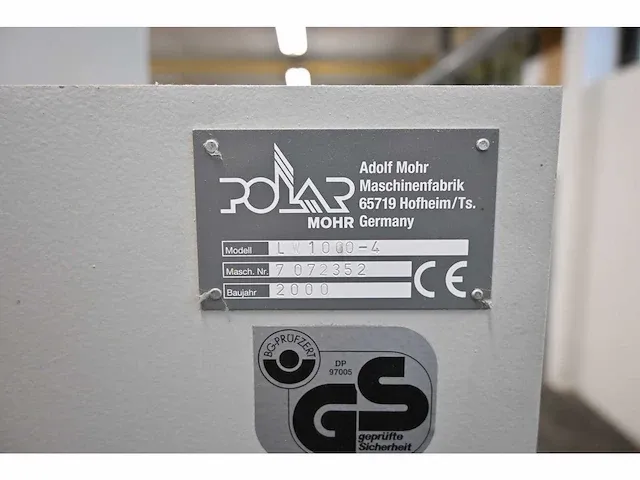 POLAR
MOHR
Adolf Mohr
Maschinenfabrik
65719 Hofheim/Ts.
Germany
Modell L W 1000-4
Masch. Nr. 7072352
Baujahr 2000
CE
BG-PRÜFZERT
DP
97005
GS
geprüfte
Sicherheit